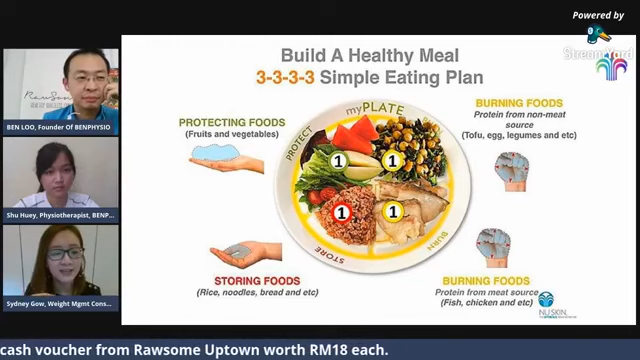 Powered by
StreamYard
RawSome
BEN LOO, Founder Of BENPHYSIO
Shu Huey, Physiotherapist, BENP...
Sydney Gow, Weight Mgmt Cons...
Build A Healthy Meal
3-3-3-3 Simple Eating Plan
PROTECTING FOODS
(Fruits and vegetables)
BURNING FOODS
Protein from non-meat
source
(Tofu, egg, legumes and etc)
myPLATE
PROTECT
1
1
1
1
STORE
BURN
STORING FOODS
(Rice, noodles, bread and etc)
BURNING FOODS
Protein from meat source
(Fish, chicken and etc)
NU SKIN
cash voucher from Rawsome Uptown worth RM18 each.